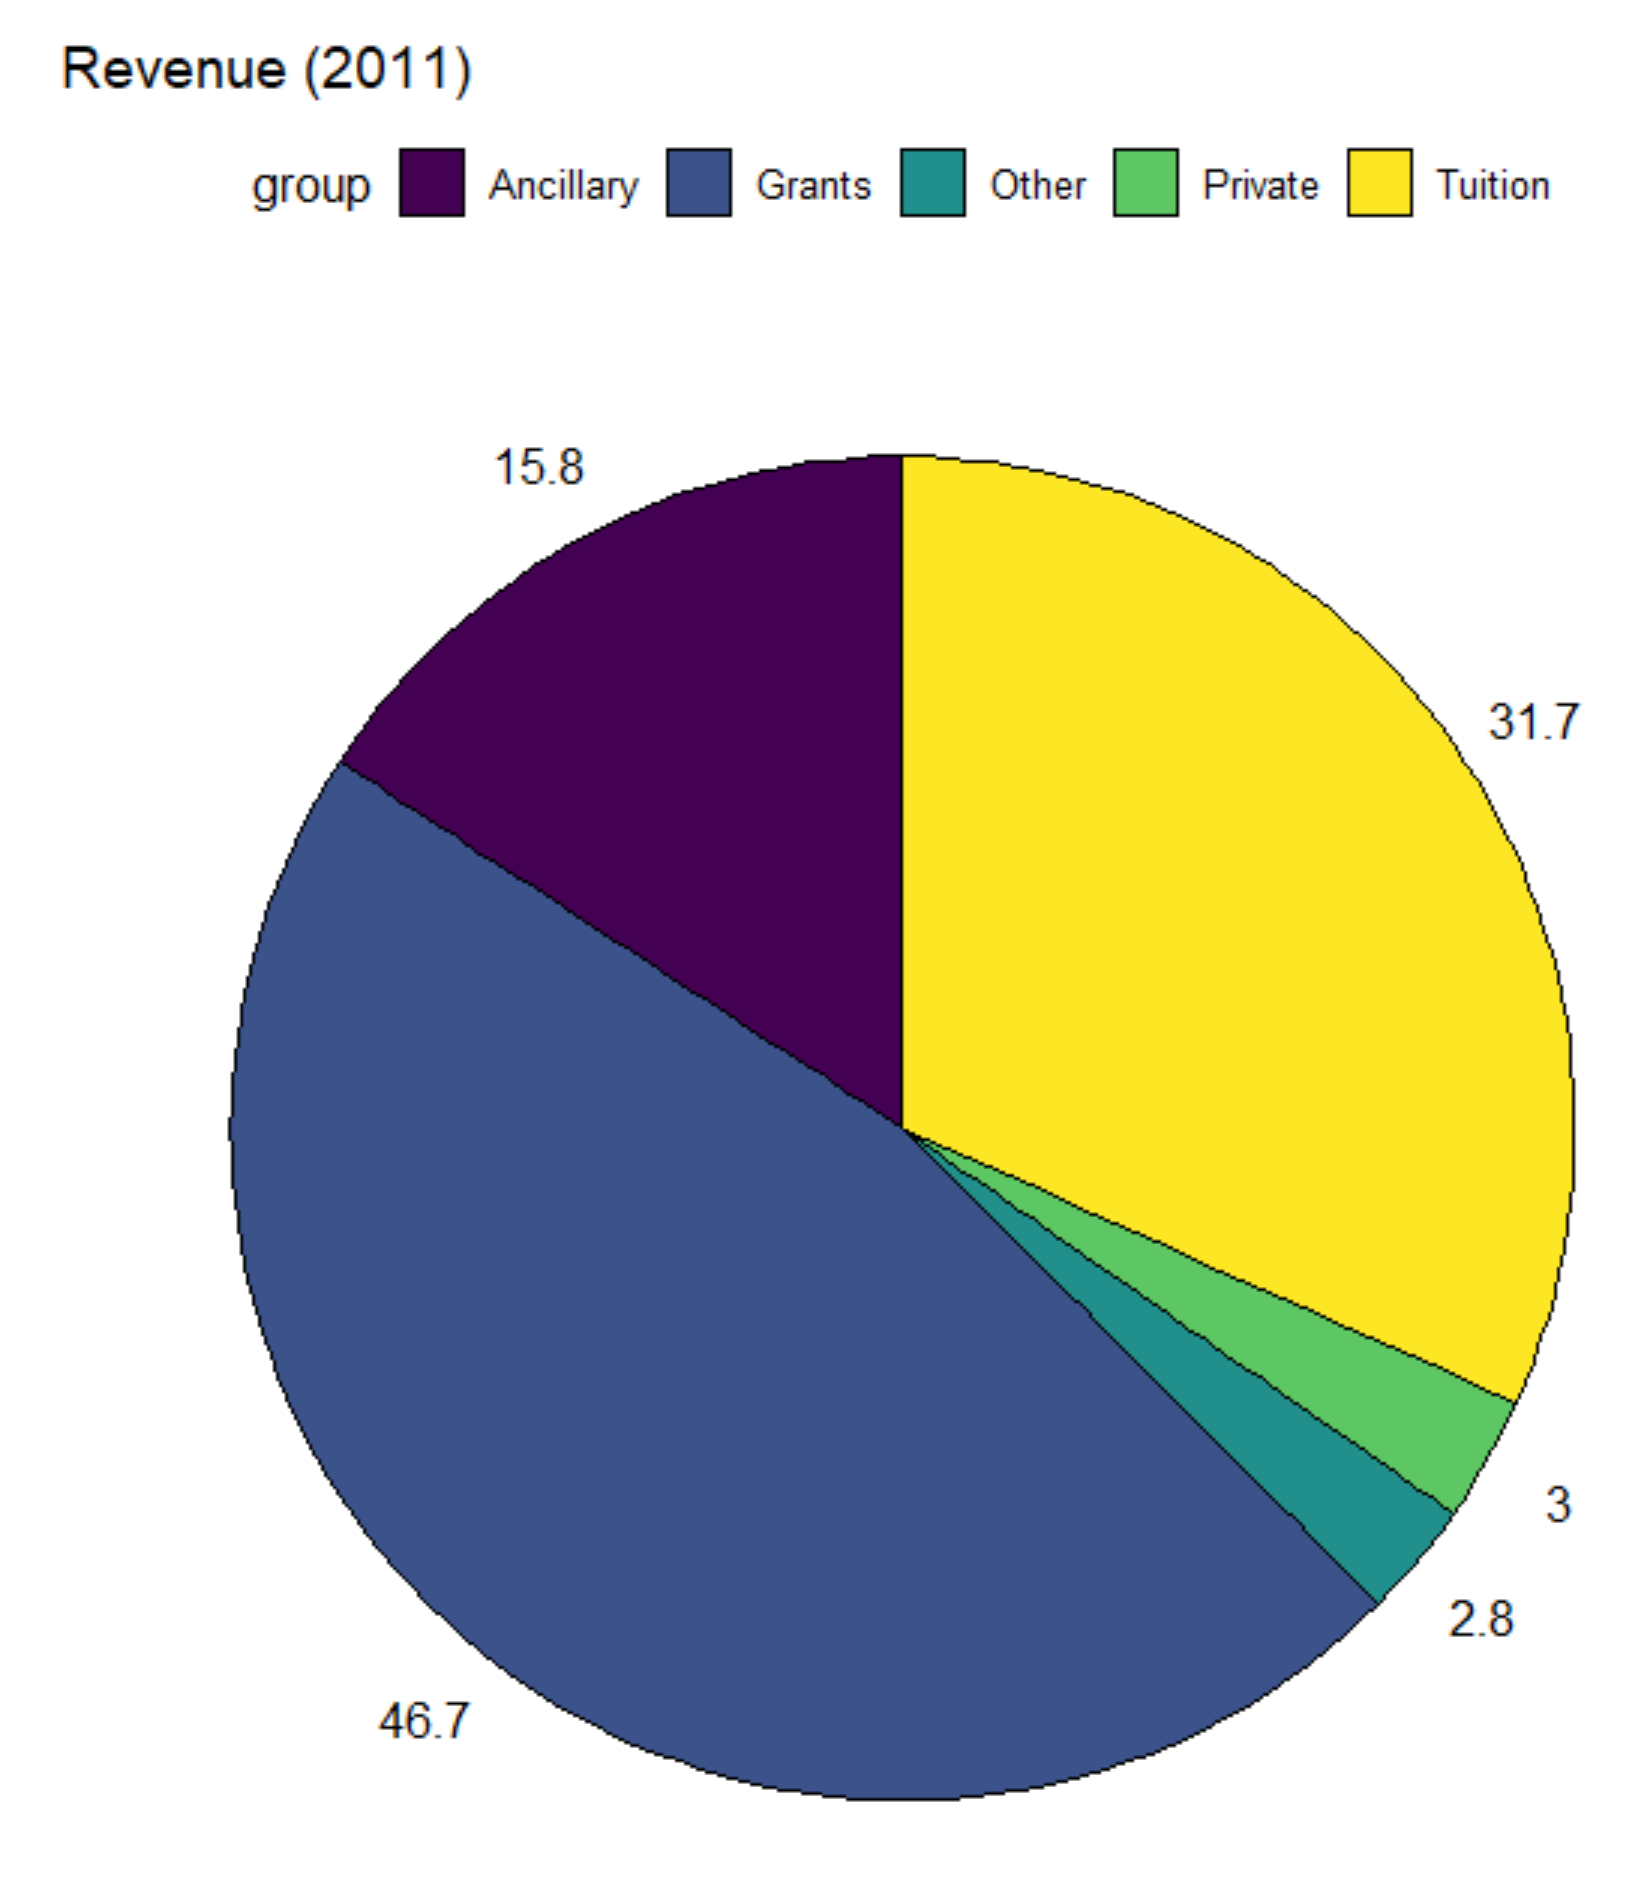 Revenue (2011)
group Ancillary Grants Other Private Tuition
15.8
31.7
3
2.8
46.7